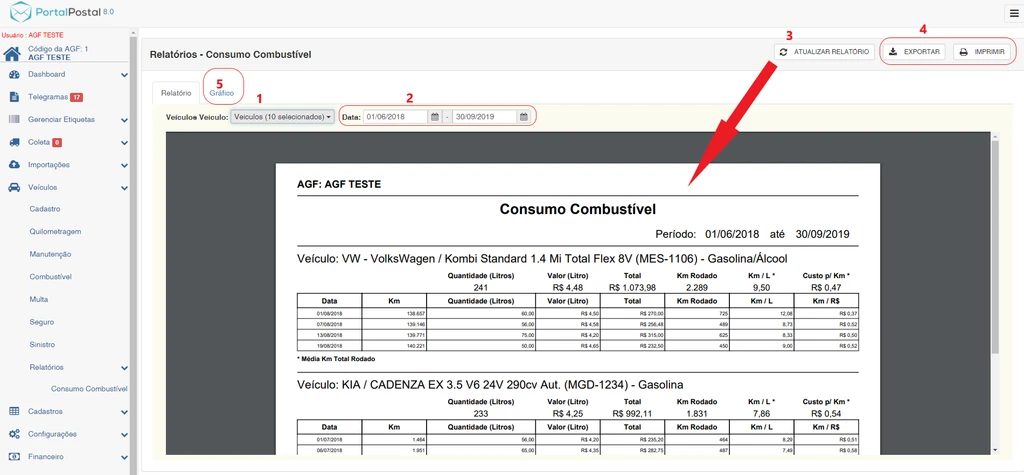 PortalPostal 8.0
Usuário : AGF TESTE
Código da AGF: 1
AGF TESTE
Dashboard
Telegramas 17
Gerenciar Etiquetas
Coleta 0
Importações
Veículos
Cadastro
Quilometragem
Manutenção
Combustível
Multa
Seguro
Sinistro
Relatórios
Consumo Combustível
Cadastros
Configurações
Financeiro
Relatórios - Consumo Combustível
3
4
ATUALIZAR RELATÓRIO
EXPORTAR
IMPRIMIR
5
Relatório
Gráfico
1
2
Veículos Veículo: Veiculos (10 selecionados)
Data: 01/06/2018 - 30/09/2019
AGF: AGF TESTE
Consumo Combustível
Período: 01/06/2018 até 30/09/2019
Veículo: VW - VolksWagen / Kombi Standard 1.4 Mi Total Flex 8V (MES-1106) - Gasolina/Álcool
Quantidade (Litros) Valor (Litro) Total Km Rodado Km / L * Custo p/ Km *
241 R$ 4,48 R$ 1.073,98 2.289 9,50 R$ 0,47
Data Km Quantidade (Litros) Valor (Litro) Total Km Rodado Km / L Km / R$
01/08/2018 138.657 60,00 R$ 4,50 R$ 270,00 725 12,08 R$ 0,37
07/08/2018 139.146 56,00 R$ 4,58 R$ 256,48 489 8,73 R$ 0,52
13/08/2018 139.771 75,00 R$ 4,20 R$ 315,00 625 8,33 R$ 0,50
19/08/2018 140.221 50,00 R$ 4,65 R$ 232,50 450 9,00 R$ 0,52
* Média Km Total Rodado
Veículo: KIA / CADENZA EX 3.5 V6 24V 290cv Aut. (MGD-1234) - Gasolina
Quantidade (Litros) Valor (Litro) Total Km Rodado Km / L * Custo p/ Km *
233 R$ 4,25 R$ 992,11 1.831 7,86 R$ 0,54
Data Km Quantidade (Litros) Valor (Litro) Total Km Rodado Km / L Km / R$
01/07/2018 1.464 56,00 R$ 4,20 R$ 235,20 464 8,29 R$ 0,51
06/07/2018 1.951 65,00 R$ 4,35 R$ 282,75 487 7,49 R$ 0,58